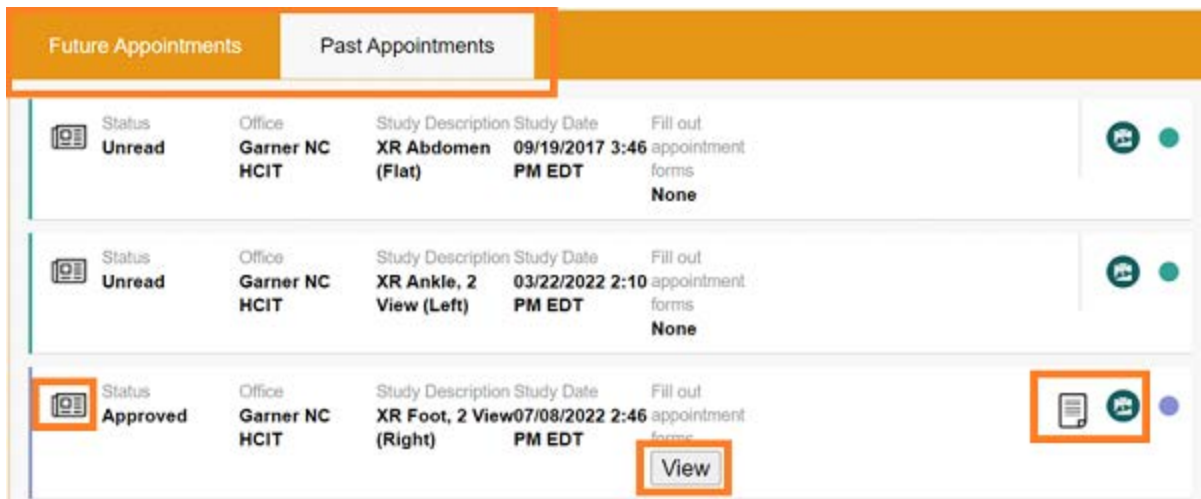 Future Appointments Past Appointments
Status Office Study Description Study Date Fill out
Unread Garner NC XR Abdomen 09/19/2017 3:46 appointment
HCIT (Flat) PM EDT forms
None
Status Office Study Description Study Date Fill out
Unread Garner NC XR Ankle, 2 03/22/2022 2:10 appointment
HCIT View (Left) PM EDT forms
None
Status Office Study Description Study Date Fill out
Approved Garner NC XR Foot, 2 View 07/08/2022 2:46 appointment
HCIT (Right) PM EDT forms
View